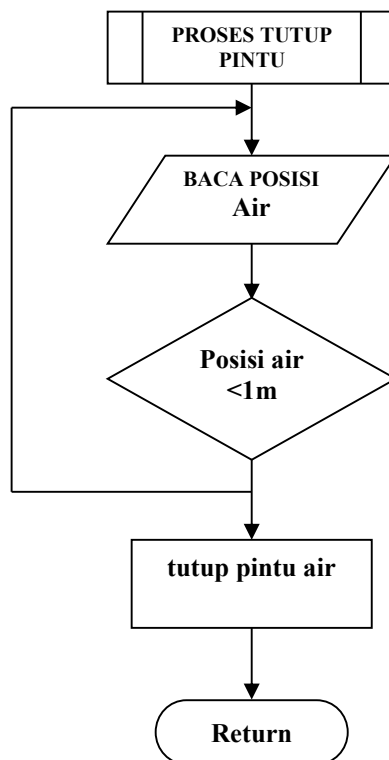 PROSES TUTUP
PINTU
BACA POSISI
Air
Posisi air
<1m
tutup pintu air
Return